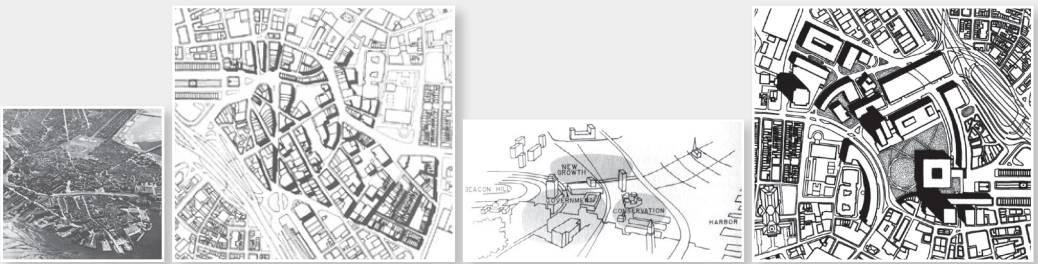 NEW
GROWTH
BEACON HILL
GOVERNMENT
CONSERVATION
HARBOR